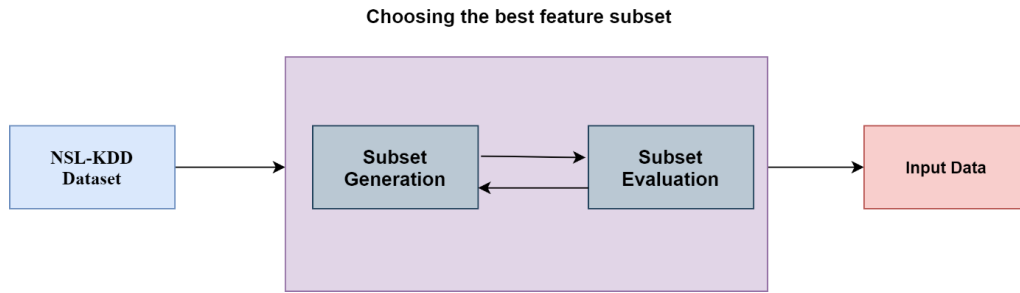 Choosing the best feature subset
NSL-KDD
Dataset
Subset
Generation
Subset
Evaluation
Input Data